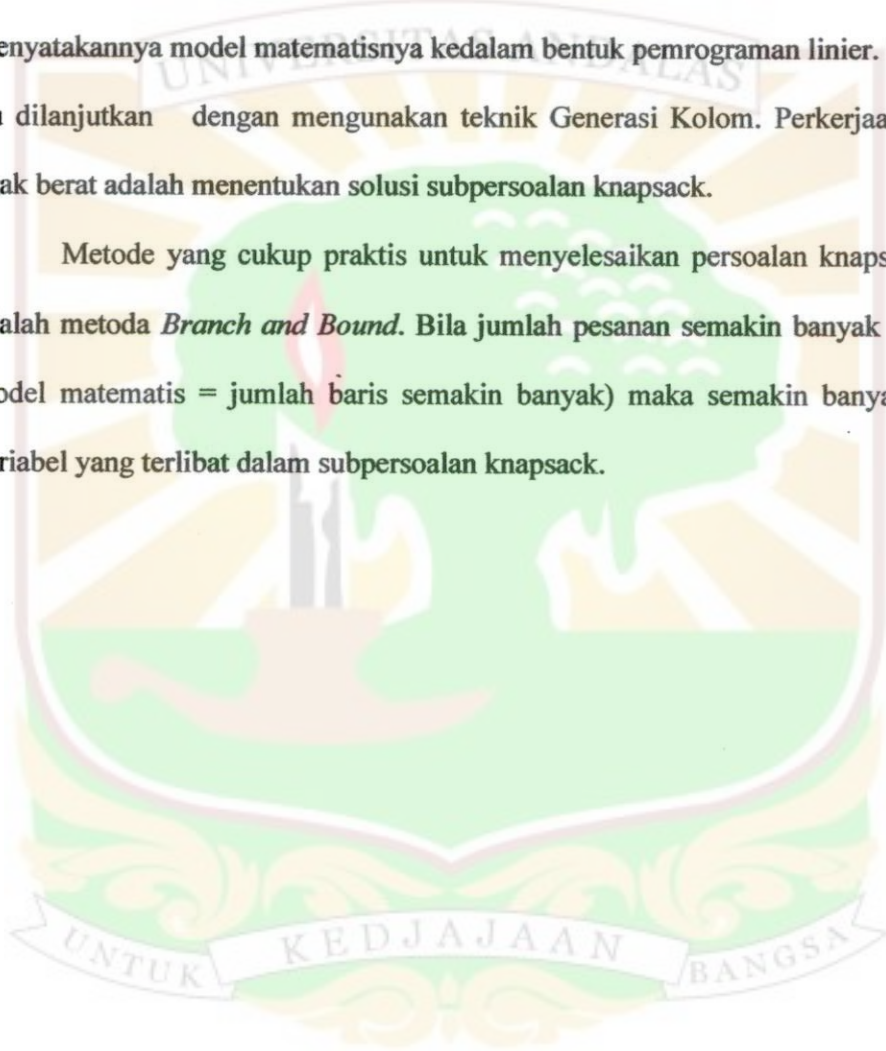 enyatakannya model matematisnya kedalam bentuk pemrograman linier.
UNIVERSITAS ANDALAS
dilanjutkan dengan mengunakan teknik Generasi Kolom. Perkerjaa
ak berat adalah menentukan solusi subpersoalan knapsack.
Metode yang cukup praktis untuk menyelesaikan persoalan knaps
alah metoda Branch and Bound. Bila jumlah pesanan semakin banyak
odel matematis = jumlah baris semakin banyak) maka semakin banya
riabel yang terlibat dalam subpersoalan knapsack.
UNTUK KEDJAJAAN BANGSA